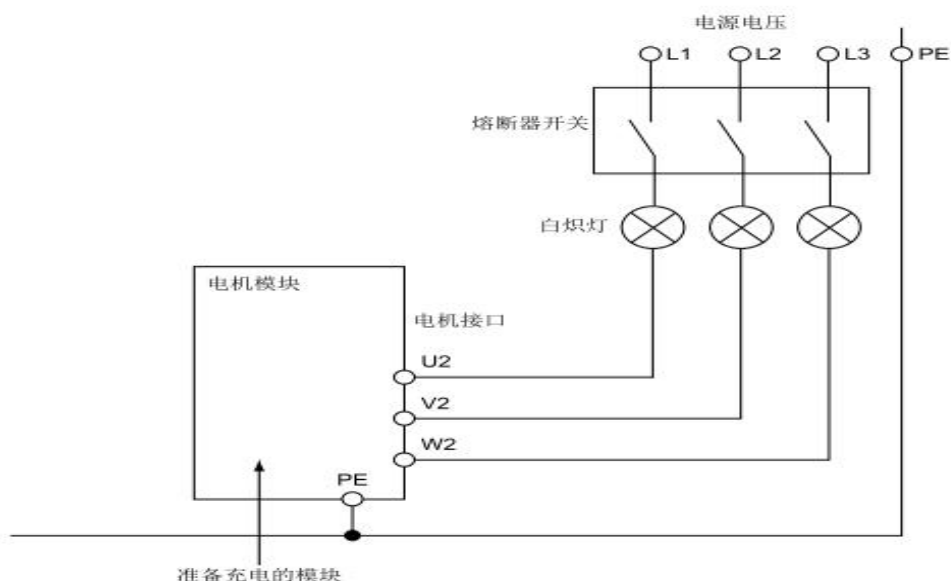 电源电压
L1 L2 L3 PE
熔断器开关
白炽灯
电机模块
电机接口
U2
V2
W2
PE
准备充电的模块